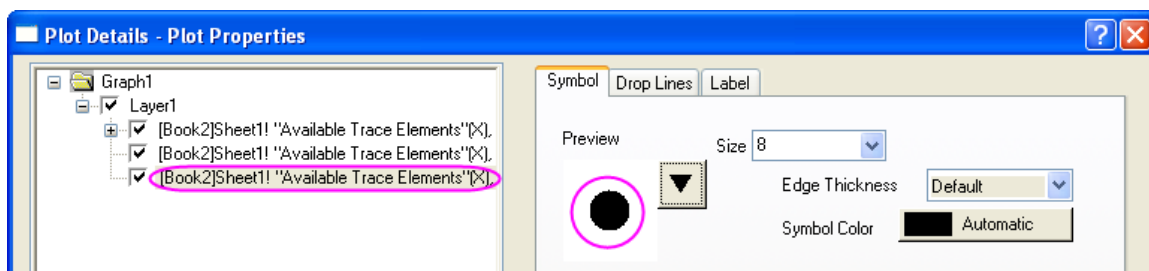 Plot Details - Plot Properties
Graph1
Layer1
[Book2]Sheet1! "Available Trace Elements"(X),
[Book2]Sheet1! "Available Trace Elements"(X),
[Book2]Sheet1! "Available Trace Elements"(X),
Symbol Drop Lines Label
Preview
Size 8
Edge Thickness Default
Symbol Color Automatic